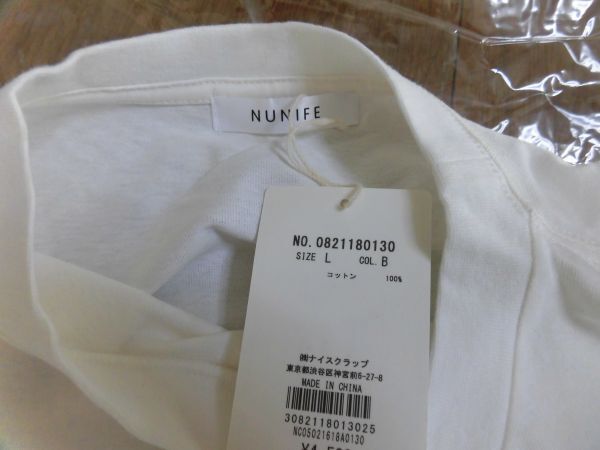 NUNIFE
NO. 0821180130
SIZE L COL. B
コットン 100%
㈱ナイスクラップ
東京都渋谷区神宮前6-27-8
MADE IN CHINA
3082118013025
NC05021618A0130